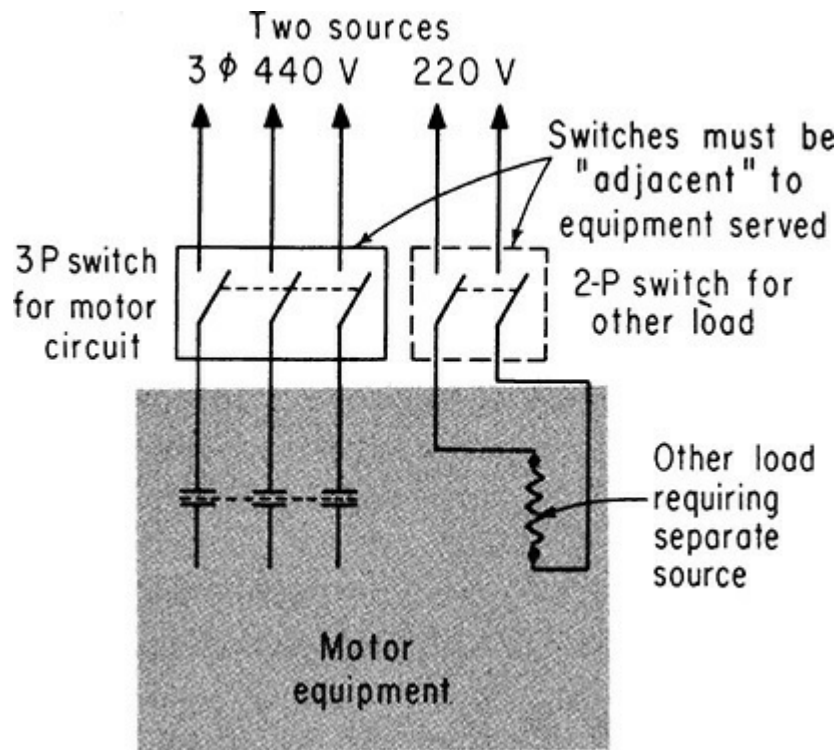 Two sources
3 ϕ 440 V 220 V
Switches must be
"adjacent" to
equipment served
3P switch
for motor
circuit
2-P switch for
other load
Other load
requiring
separate
source
Motor
equipment